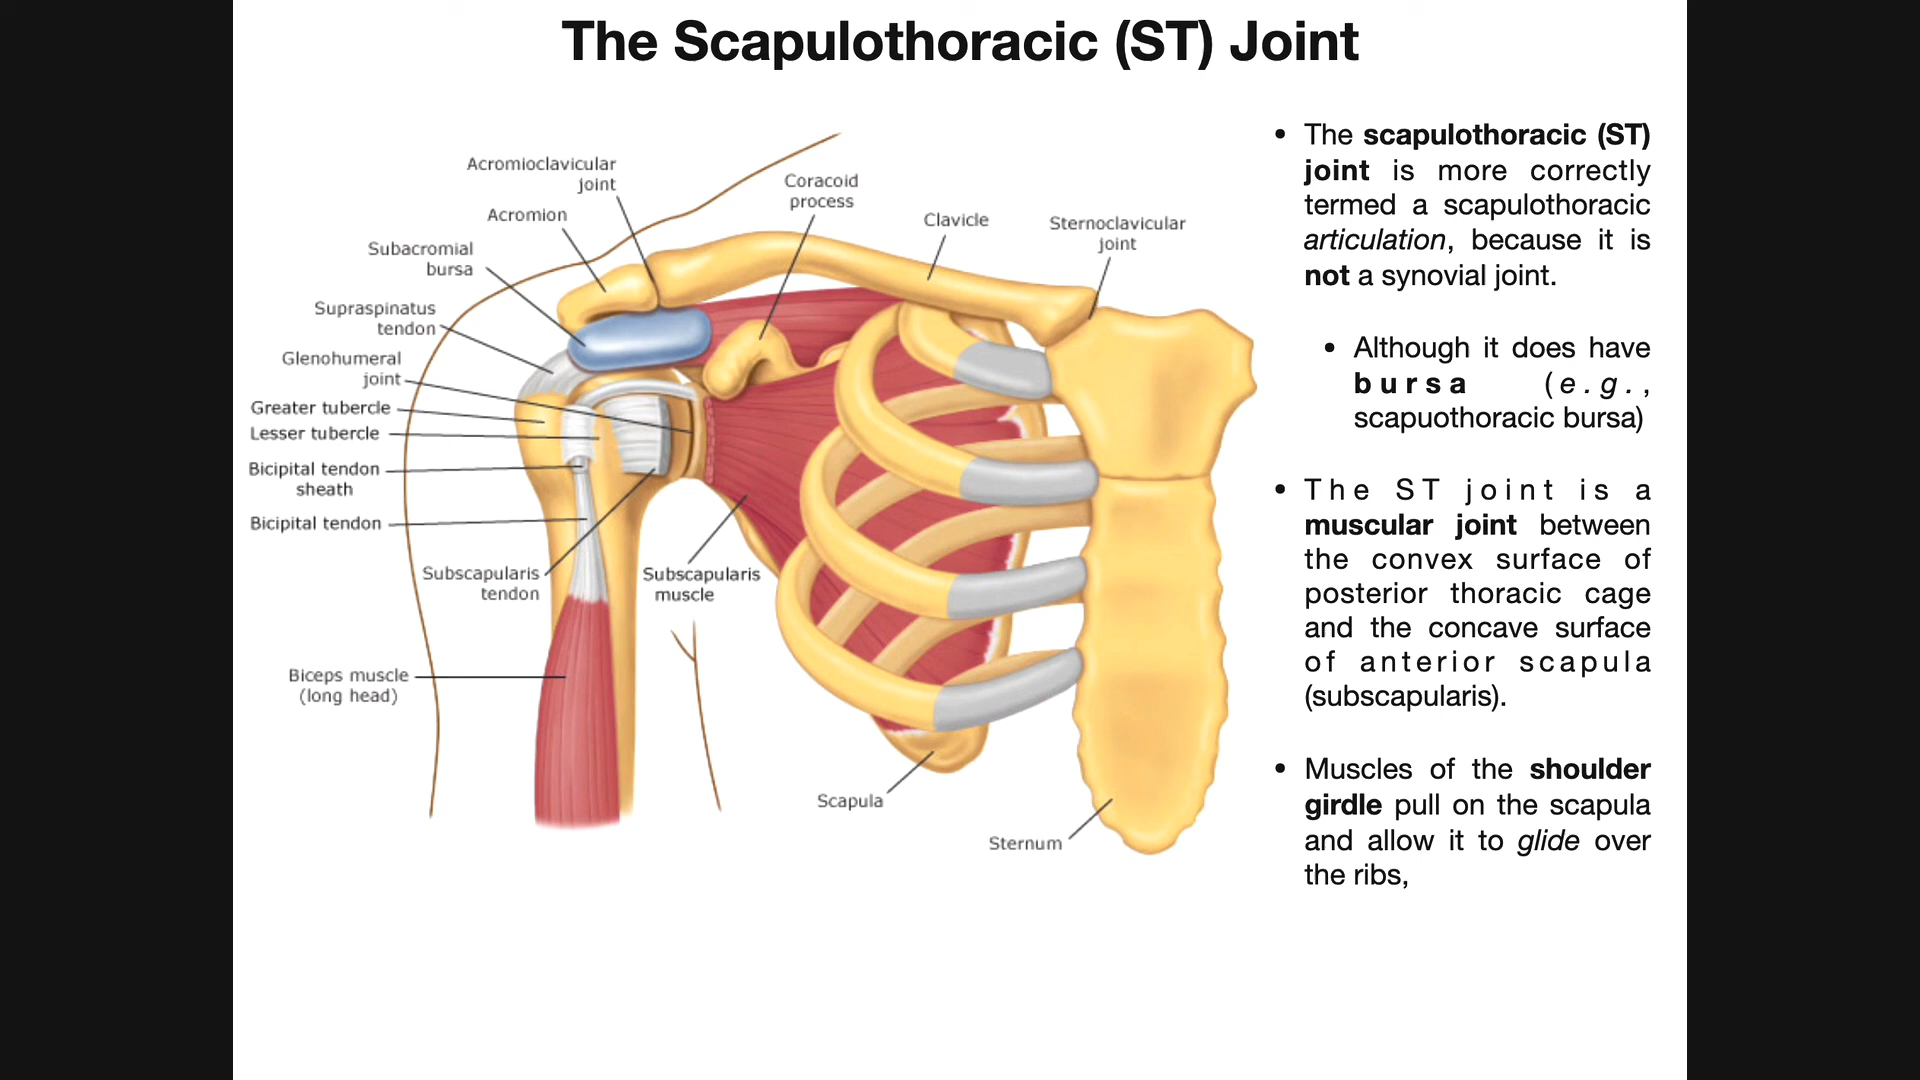 The Scapulothoracic (ST) Joint
Acromioclavicular
joint
Acromion
Subacromial
bursa
Supraspinatus
tendon
Glenohumeral
joint
Greater tubercle
Lesser tubercle
Bicipital tendon
sheath
Bicipital tendon
Subscapularis
tendon
Biceps muscle
(long head)
Coracoid
process
Clavicle
Sternoclavicular
joint
Subscapularis
muscle
Scapula
Sternum
• The scapulothoracic (ST)
joint is more correctly
termed a scapulothoracic
articulation, because it is
not a synovial joint.
• Although it does have
bursa (e.g.,
scapuothoracic bursa)
• The ST joint is a
muscular joint between
the convex surface of
posterior thoracic cage
and the concave surface
of anterior scapula
(subscapularis).
• Muscles of the shoulder
girdle pull on the scapula
and allow it to glide over
the ribs,